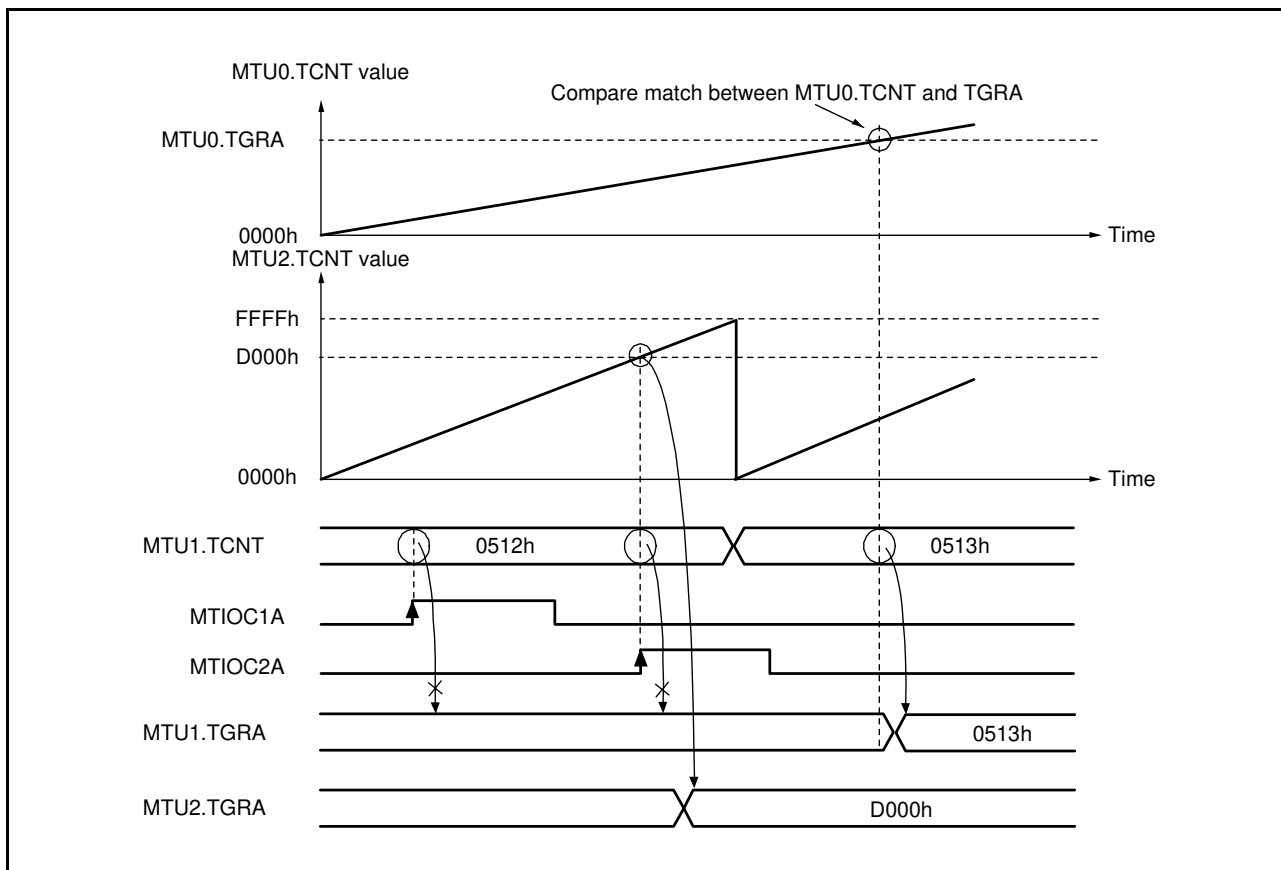 MTU0.TCNT value
Compare match between MTU0.TCNT and TGRA
MTU0.TGRA
0000h
Time
MTU2.TCNT value
FFFFh
D000h
0000h
Time
MTU1.TCNT
0512h
0513h
MTIOC1A
MTIOC2A
MTU1.TGRA
0513h
MTU2.TGRA
D000h